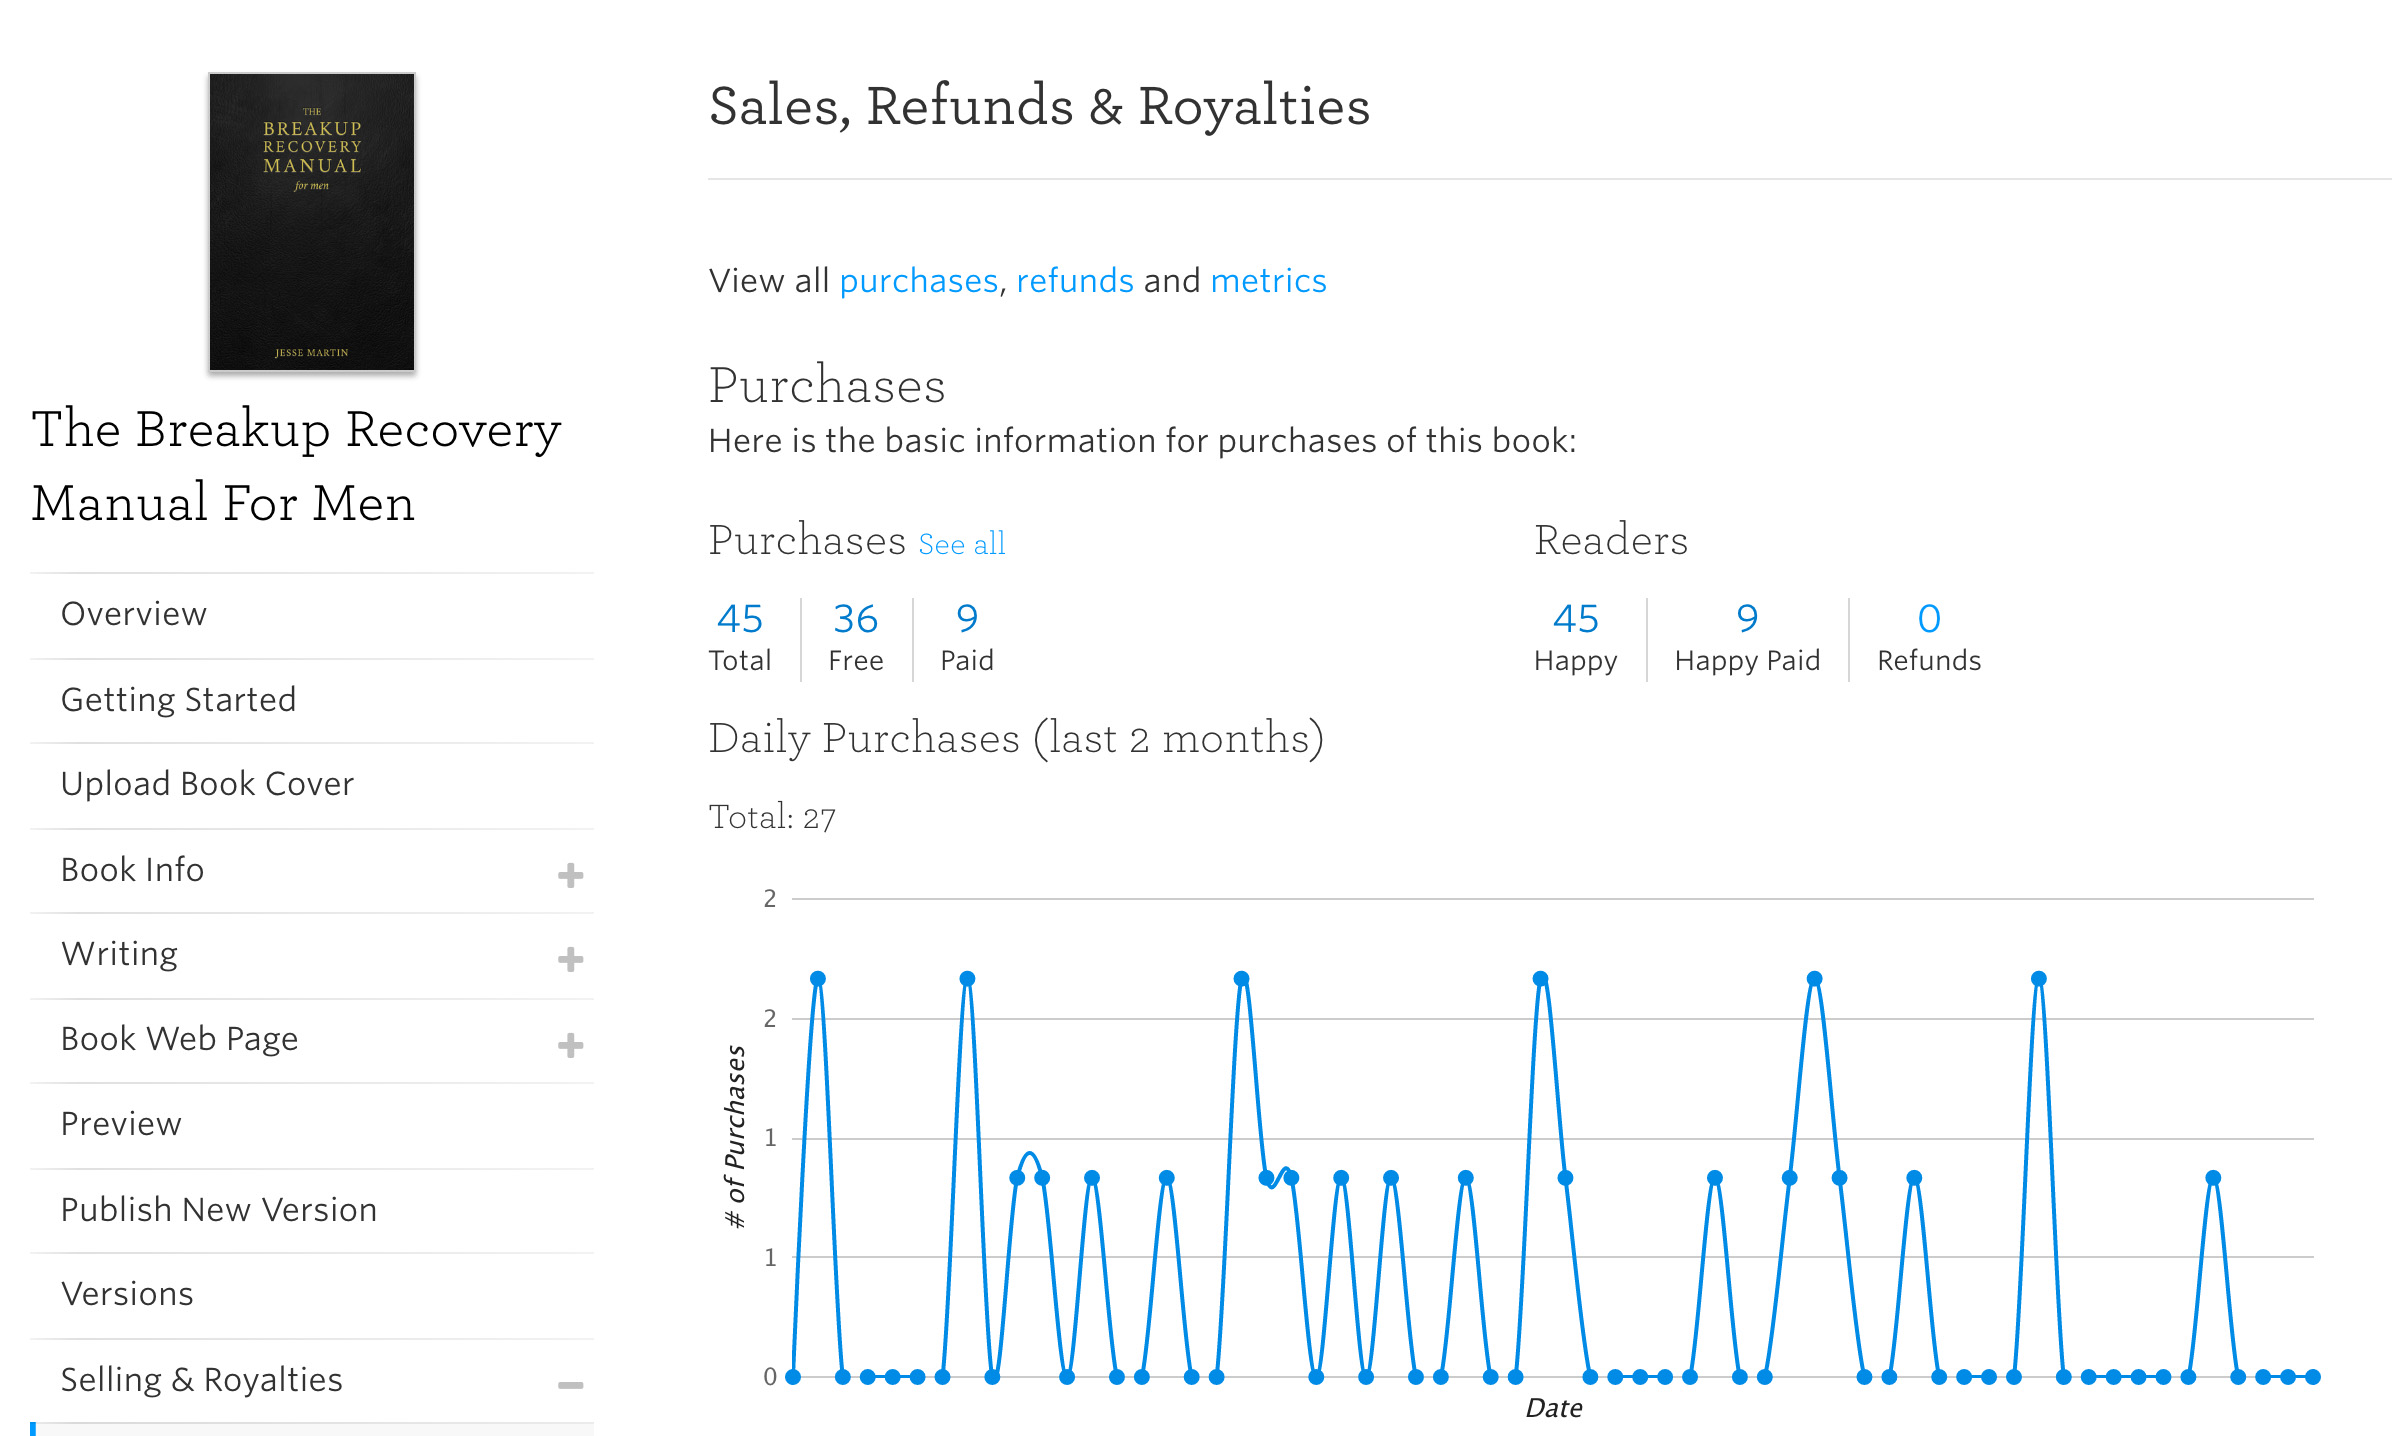 THE
BREAKUP
RECOVERY
MANUAL
for men
JESSE MARTIN
The Breakup Recovery
Manual For Men
Overview
Getting Started
Upload Book Cover
Book Info
Writing
Book Web Page
Preview
Publish New Version
Versions
Selling & Royalties
Sales, Refunds & Royalties
View all purchases, refunds and metrics
Purchases
Here is the basic information for purchases of this book:
Purchases See all
45 36 9
Total Free Paid
Readers
45 9 0
Happy Happy Paid Refunds
Daily Purchases (last 2 months)
Total: 27
2
2
1
1
0
# of Purchases
Date